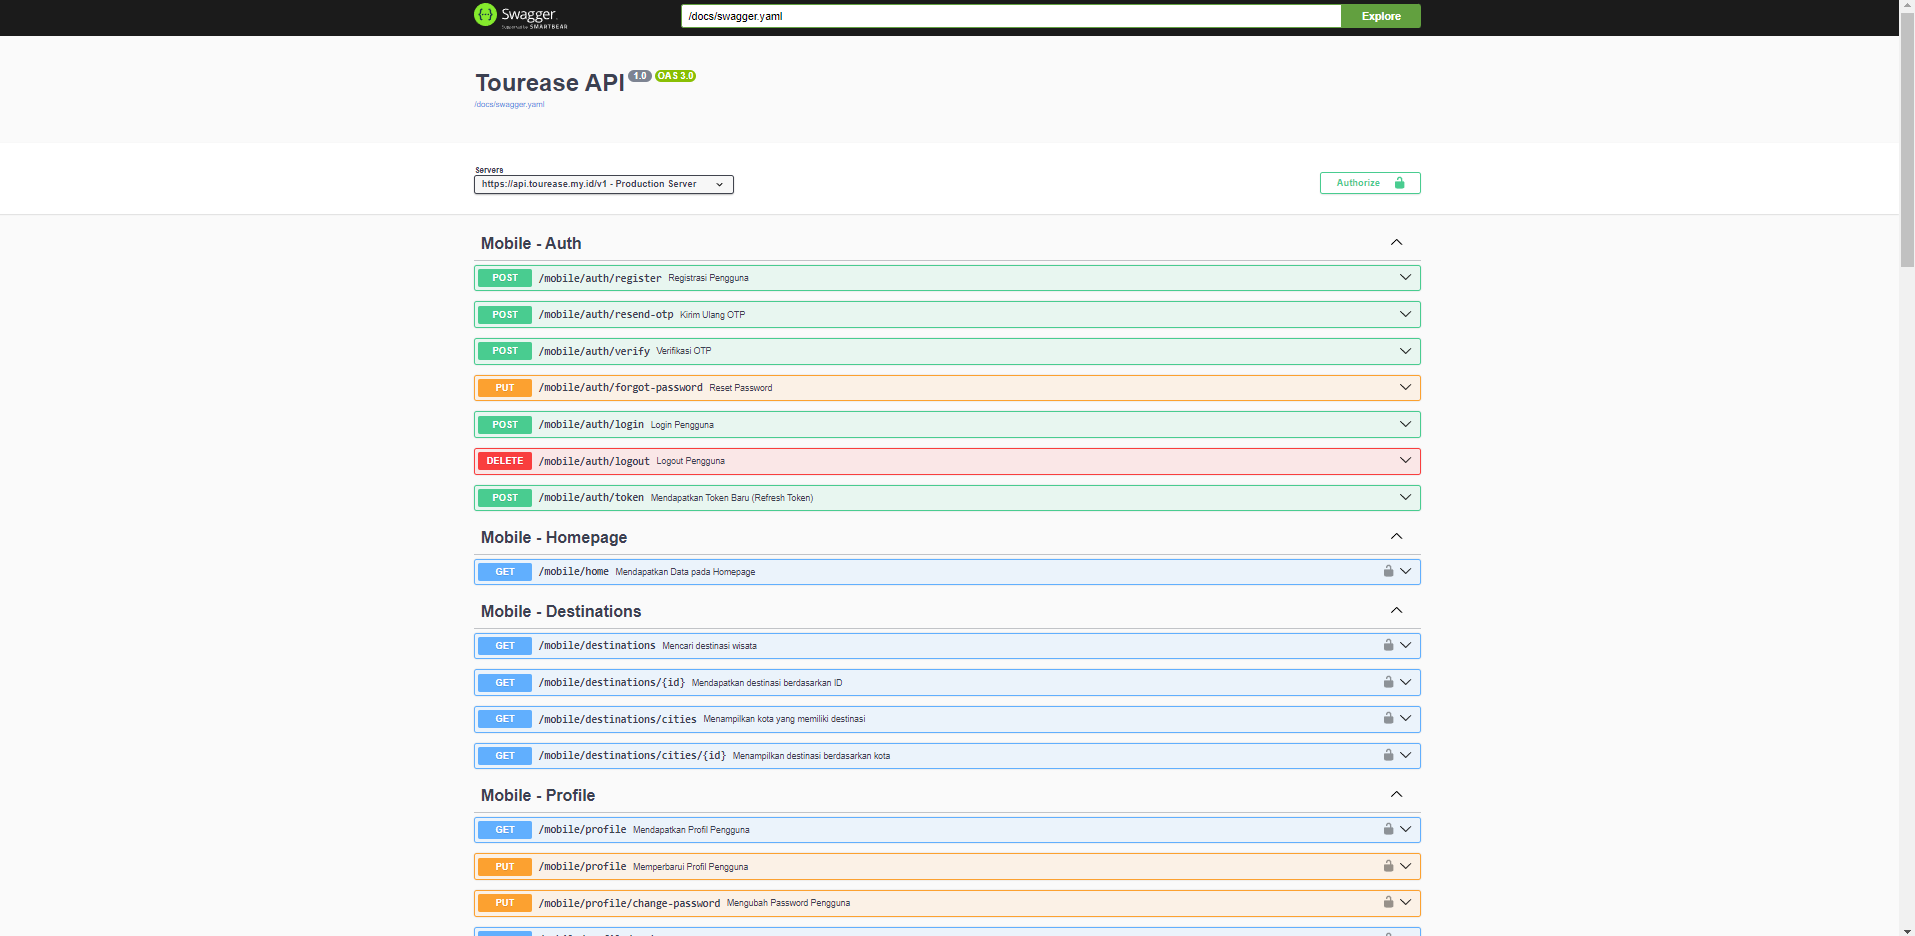 Swagger.
Supported by SMARTBEAR
/docs/swagger.yaml
Explore
Tourease API 1.0 OAS 3.0
/docs/swagger.yaml
Servers
https://api.tourease.my.id/v1 - Production Server
Authorize
Mobile - Auth
POST /mobile/auth/register Registrasi Pengguna
POST /mobile/auth/resend-otp Kirim Ulang OTP
POST /mobile/auth/verify Verifikasi OTP
PUT /mobile/auth/forgot-password Reset Password
POST /mobile/auth/login Login Pengguna
DELETE /mobile/auth/logout Logout Pengguna
POST /mobile/auth/token Mendapatkan Token Baru (Refresh Token)
Mobile - Homepage
GET /mobile/home Mendapatkan Data pada Homepage
Mobile - Destinations
GET /mobile/destinations Mencari destinasi wisata
GET /mobile/destinations/{id} Mendapatkan destinasi berdasarkan ID
GET /mobile/destinations/cities Menampilkan kota yang memiliki destinasi
GET /mobile/destinations/cities/{id} Menampilkan destinasi berdasarkan kota
Mobile - Profile
GET /mobile/profile Mendapatkan Profil Pengguna
PUT /mobile/profile Memperbarui Profil Pengguna
PUT /mobile/profile/change-password Mengubah Password Pengguna